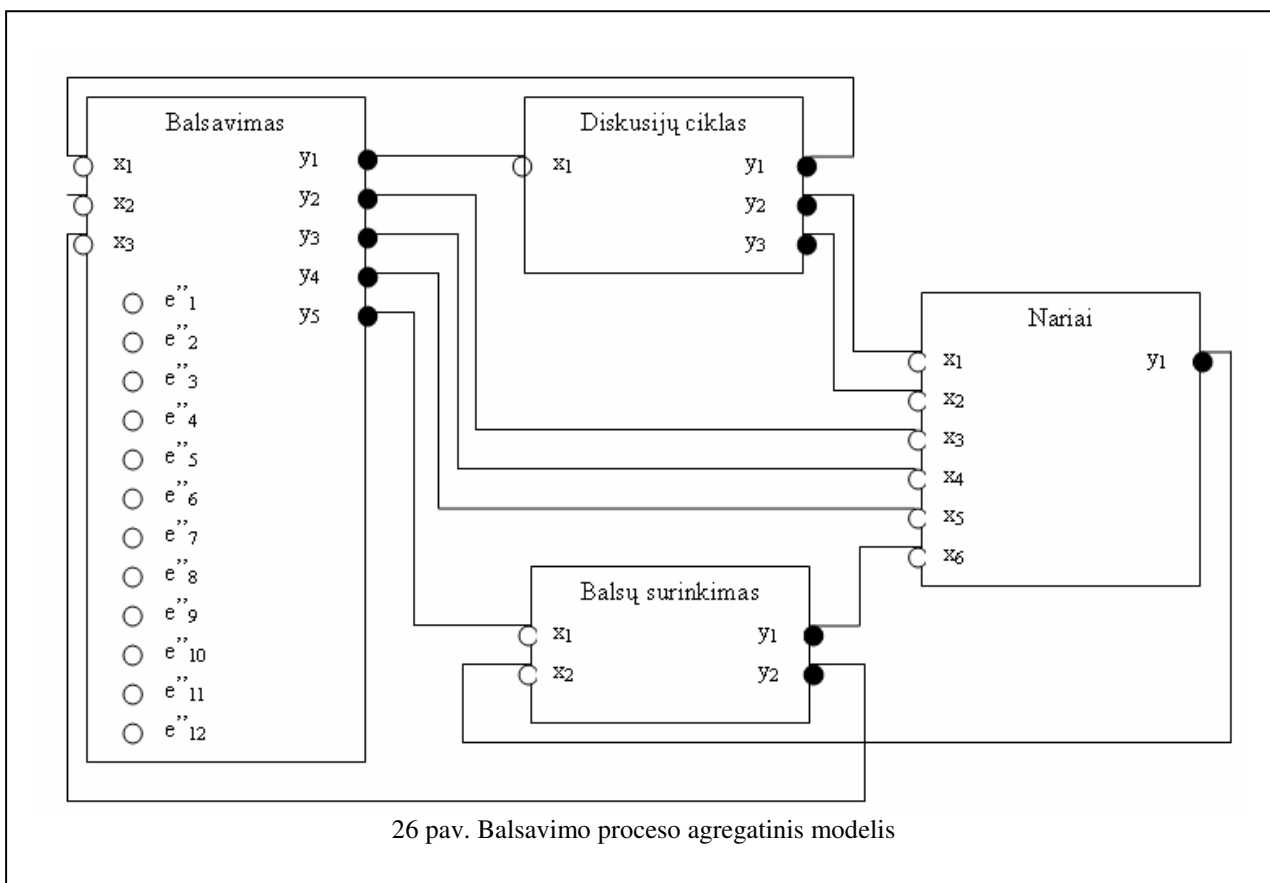 Balsavimas
x1
x2
x3
y1
y2
y3
y4
y5
e”1
e”2
e”3
e”4
e”5
e”6
e”7
e”8
e”9
e”10
e”11
e”12
Diskusijų ciklas
x1
y1
y2
y3
Nariai
x1
x2
x3
x4
x5
x6
y1
Balsų surinkimas
x1
x2
y1
y2
26 pav. Balsavimo proceso agregatinis modelis